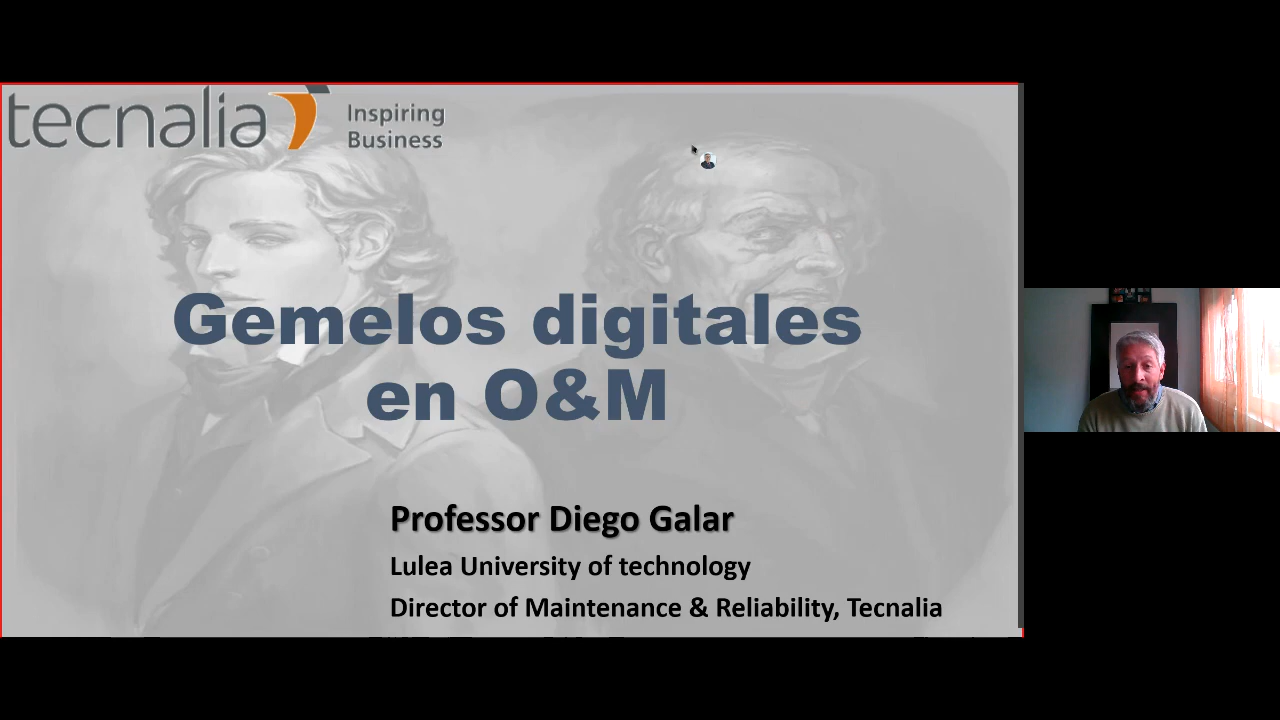 tecnalia
Inspiring
Business
Gemelos digitales
en O&M
Professor Diego Galar
Lulea University of technology
Director of Maintenance & Reliability, Tecnalia